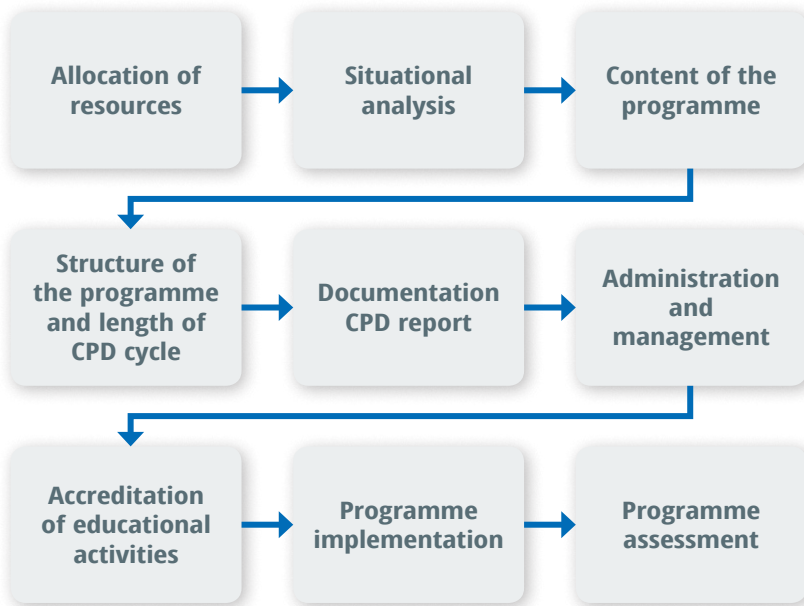 Allocation of
resources
Situational
analysis
Content of the
programme
Structure of
the programme
and length of
CPD cycle
Documentation
CPD report
Administration
and
management
Accreditation
of educational
activities
Programme
implementation
Programme
assessment